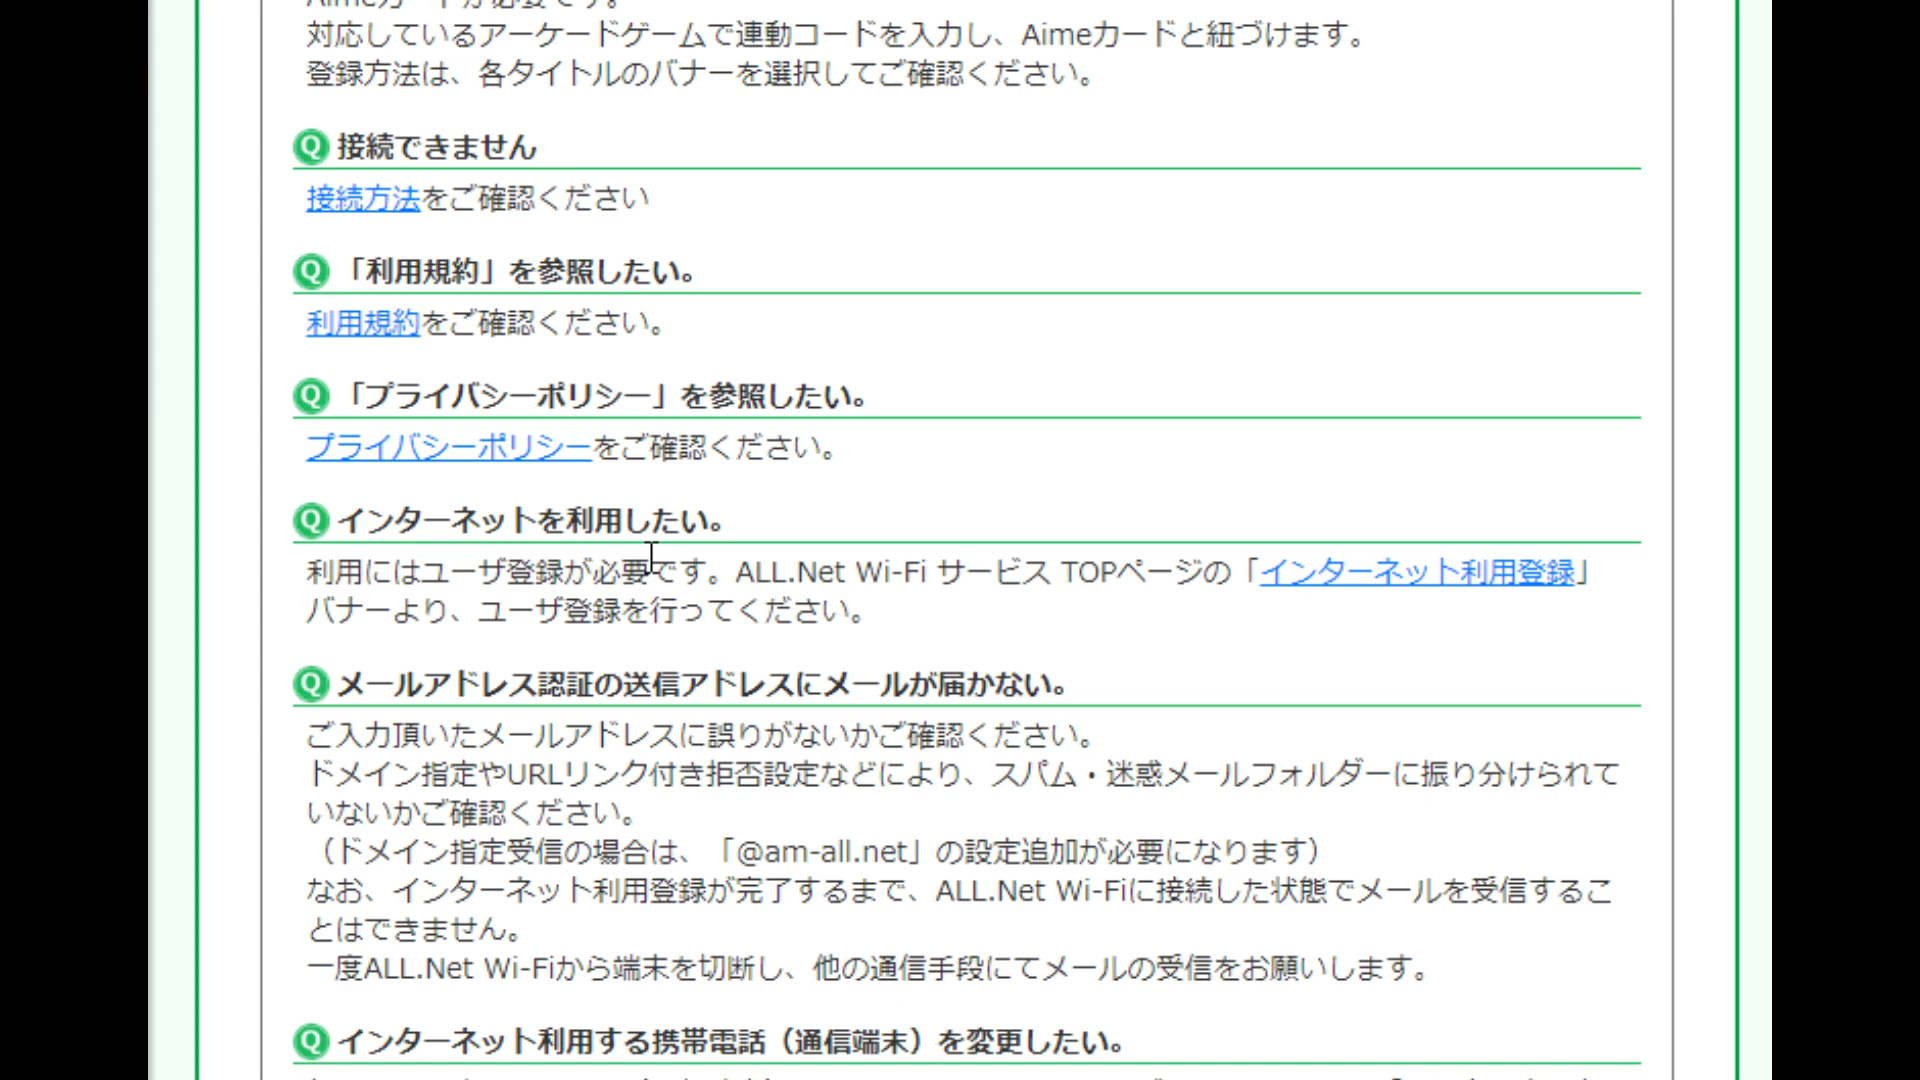 Aimeカードが必要です。
対応しているアーケードゲームで連動コードを入力し、Aimeカードと紐づけます。
登録方法は、各タイトルのバナーを選択してご確認ください。
Q 接続できません
接続方法をご確認ください
Q 「利用規約」を参照したい。
利用規約をご確認ください。
Q 「プライバシーポリシー」を参照したい。
プライバシーポリシーをご確認ください。
Q インターネットを利用したい。
利用にはユーザ登録が必要です。ALL.Net Wi-Fi サービス TOPページの「インターネット利用登録」
バナーより、ユーザ登録を行ってください。
Q メールアドレス認証の送信アドレスにメールが届かない。
ご入力頂いたメールアドレスに誤りがないかご確認ください。
ドメイン指定やURLリンク付き拒否設定などにより、スパム・迷惑メールフォルダーに振り分けられて
いないかご確認ください。
（ドメイン指定受信の場合は、「@am-all.net」の設定追加が必要になります）
なお、インターネット利用登録が完了するまで、ALL.Net Wi-Fiに接続した状態でメールを受信するこ
とはできません。
一度ALL.Net Wi-Fiから端末を切断し、他の通信手段にてメールの受信をお願いします。
Q インターネット利用する携帯電話（通信端末）を変更したい。